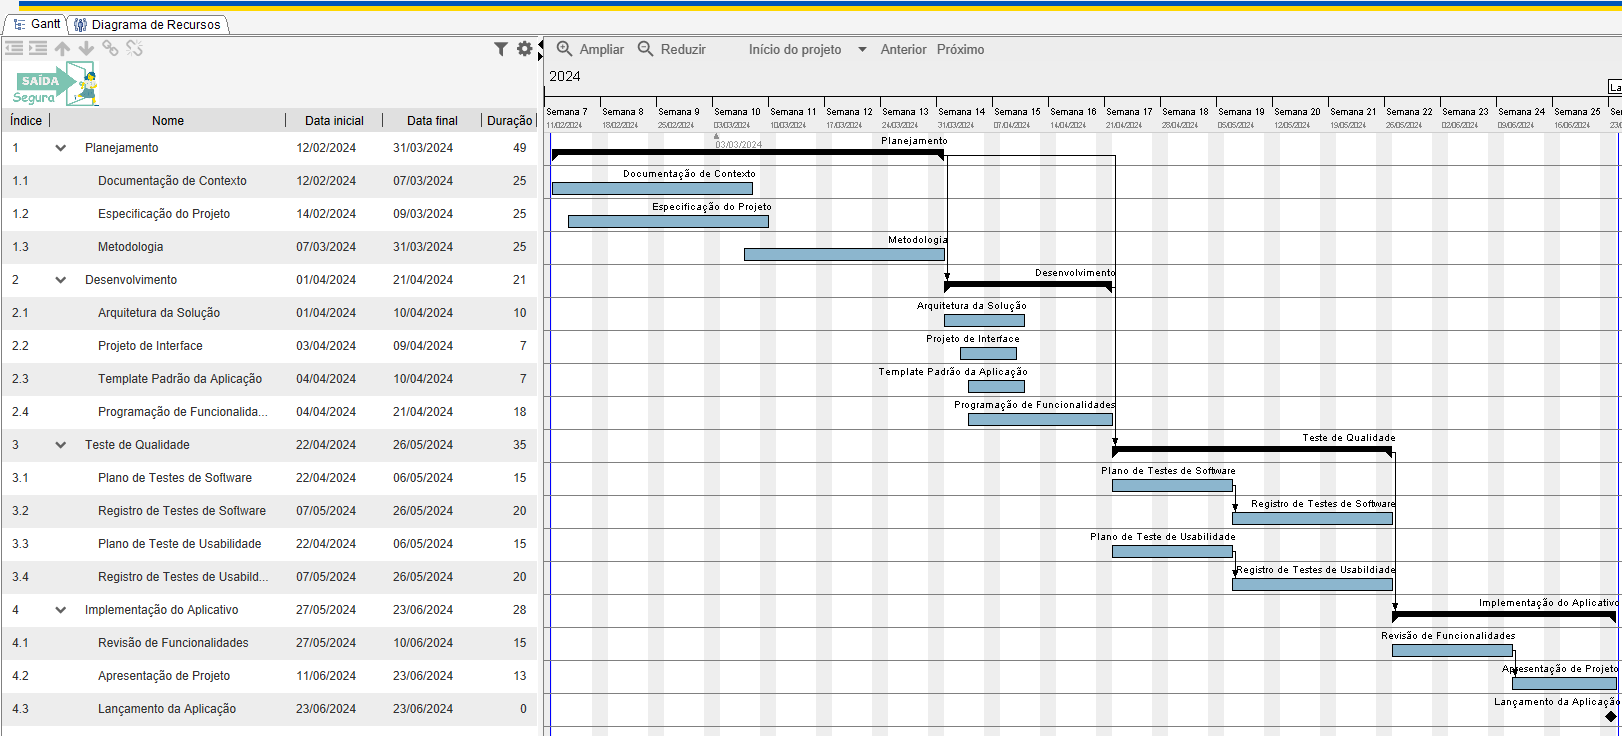 Gantt Diagrama de Recursos
Ampliar Reduzir Início do projeto Anterior Próximo
SAÍDA
Segura
2024
La
Índice Nome Data inicial Data final Duração
Semana 7 Semana 8 Semana 9 Semana 10 Semana 11 Semana 12 Semana 13 Semana 14 Semana 15 Semana 16 Semana 17 Semana 18 Semana 19 Semana 20 Semana 21 Semana 22 Semana 23 Semana 24 Semana 25
11/02/2024 18/02/2024 25/02/2024 03/03/2024 10/03/2024 17/03/2024 24/03/2024 31/03/2024 07/04/2024 14/04/2024 21/04/2024 28/04/2024 05/05/2024 12/05/2024 19/05/2024 26/05/2024 02/06/2024 09/06/2024 16/06/2024
03/03/2024
1 Planejamento 12/02/2024 31/03/2024 49 Planejamento
1.1 Documentação de Contexto 12/02/2024 07/03/2024 25 Documentação de Contexto
1.2 Especificação do Projeto 14/02/2024 09/03/2024 25 Especificação do Projeto
1.3 Metodologia 07/03/2024 31/03/2024 25 Metodologia
2 Desenvolvimento 01/04/2024 21/04/2024 21 Desenvolvimento
2.1 Arquitetura da Solução 01/04/2024 10/04/2024 10 Arquitetura da Solução
2.2 Projeto de Interface 03/04/2024 09/04/2024 7 Projeto de Interface
2.3 Template Padrão da Aplicação 04/04/2024 10/04/2024 7 Template Padrão da Aplicação
2.4 Programação de Funcionalida... 04/04/2024 21/04/2024 18 Programação de Funcionalidades
3 Teste de Qualidade 22/04/2024 26/05/2024 35 Teste de Qualidade
3.1 Plano de Testes de Software 22/04/2024 06/05/2024 15 Plano de Testes de Software
3.2 Registro de Testes de Software 07/05/2024 26/05/2024 20 Registro de Testes de Software
3.3 Plano de Teste de Usabilidade 22/04/2024 06/05/2024 15 Plano de Teste de Usabilidade
3.4 Registro de Testes de Usabild... 07/05/2024 26/05/2024 20 Registro de Testes de Usabildiade
4 Implementação do Aplicativo 27/05/2024 23/06/2024 28 Implementação do Aplicativo
4.1 Revisão de Funcionalidades 27/05/2024 10/06/2024 15 Revisão de Funcionalidades
4.2 Apresentação de Projeto 11/06/2024 23/06/2024 13 Apresentação de Projeto
4.3 Lançamento da Aplicação 23/06/2024 23/06/2024 0 Lançamento da Aplicação